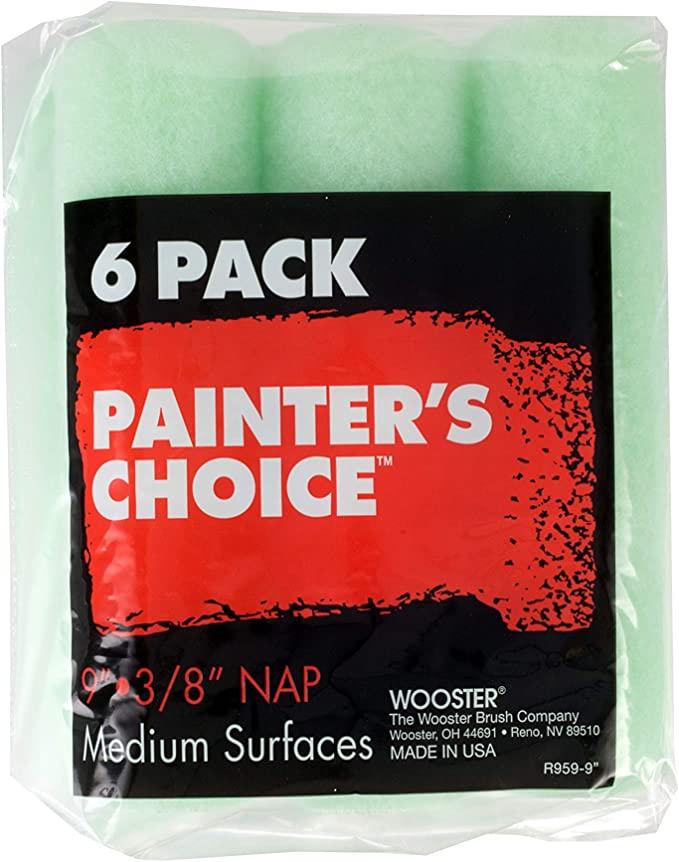 6 PACK
PAINTER'S
CHOICE™
9" • 3/8" NAP
Medium Surfaces
WOOSTER®
The Wooster Brush Company
Wooster, OH 44691 • Reno, NV 89510
MADE IN USA
R959-9"